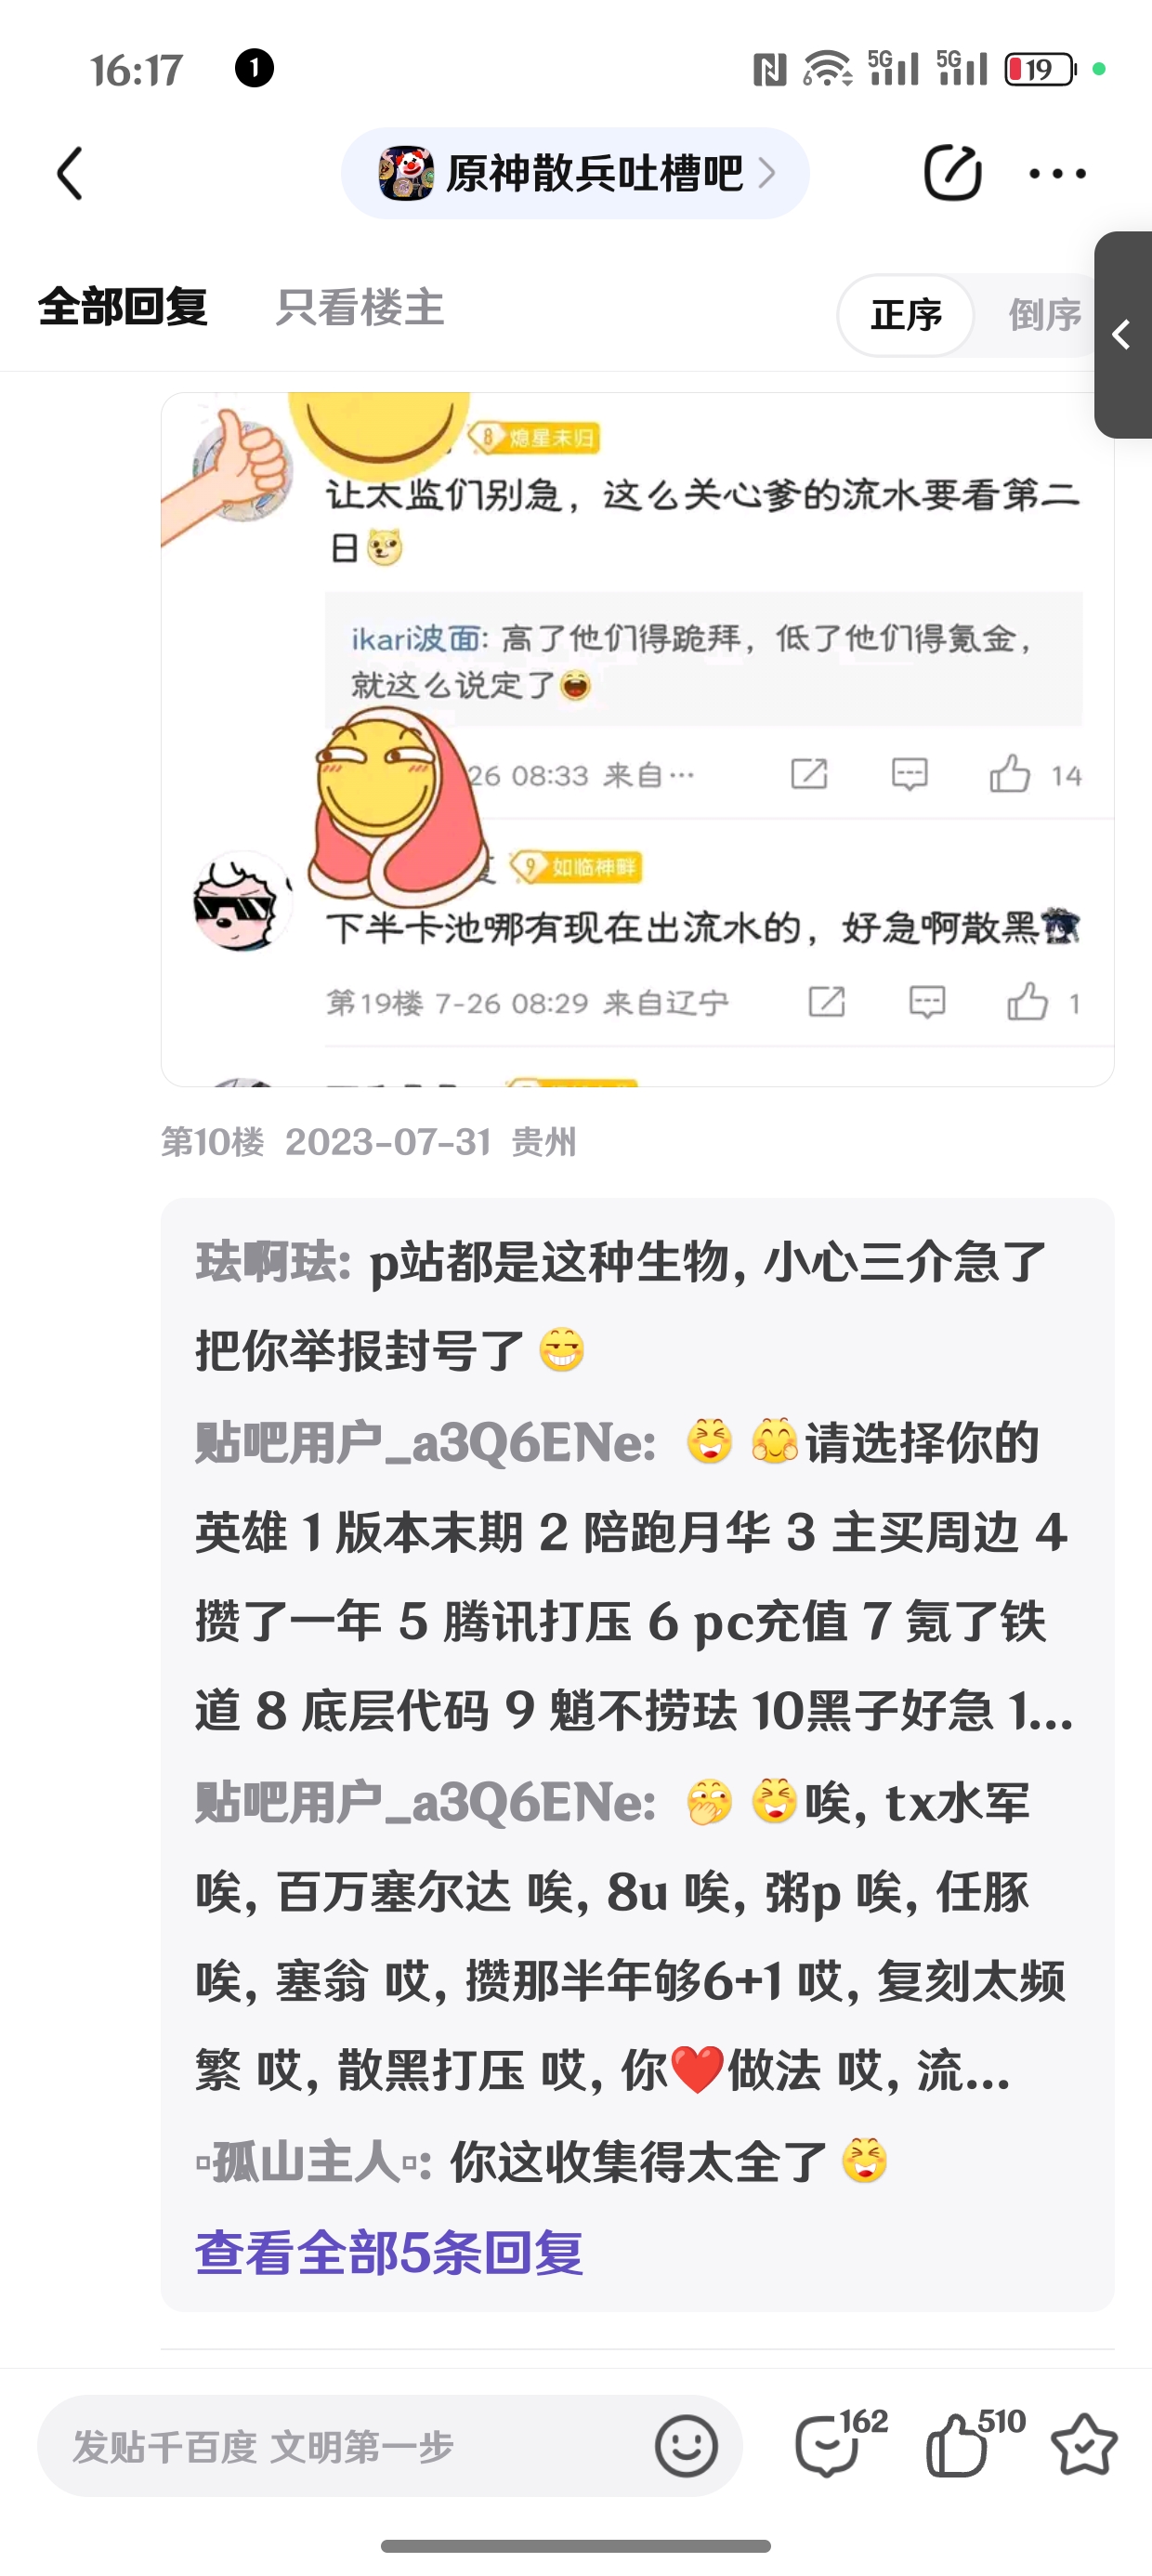 16:17
1
6
5G
5G
19
原神散兵吐槽吧
全部回复
只看楼主
正序
倒序
8 熄星未归
让太监们别急，这么关心爹的流水要看第二
日
ikari波面: 高了他们得跪拜，低了他们得氪金，
就这么说定了
26 08:33 来自…
14
9 如临神畔
下半卡池哪有现在出流水的，好急啊散黑
第19楼 7-26 08:29 来自辽宁
1
第10楼 2023-07-31 贵州
珐啊珐: p站都是这种生物, 小心三介急了
把你举报封号了😁
贴吧用户_a3Q6ENe: 😆 🤗请选择你的
英雄 1 版本末期 2 陪跑月华 3 主买周边 4
攒了一年 5 腾讯打压 6 pc充值 7 氪了铁
道 8 底层代码 9 魈不捞珐 10黑子好急 1...
贴吧用户_a3Q6ENe: 🤭 😆唉, tx水军
唉, 百万塞尔达 唉, 8u 唉, 粥p 唉, 任豚
唉, 塞翁 哎, 攒那半年够6+1 哎, 复刻太频
繁 哎, 散黑打压 哎, 你❤️做法 哎, 流...
▫孤山主人▫: 你这收集得太全了😆
查看全部5条回复
发贴千百度 文明第一步
162
510